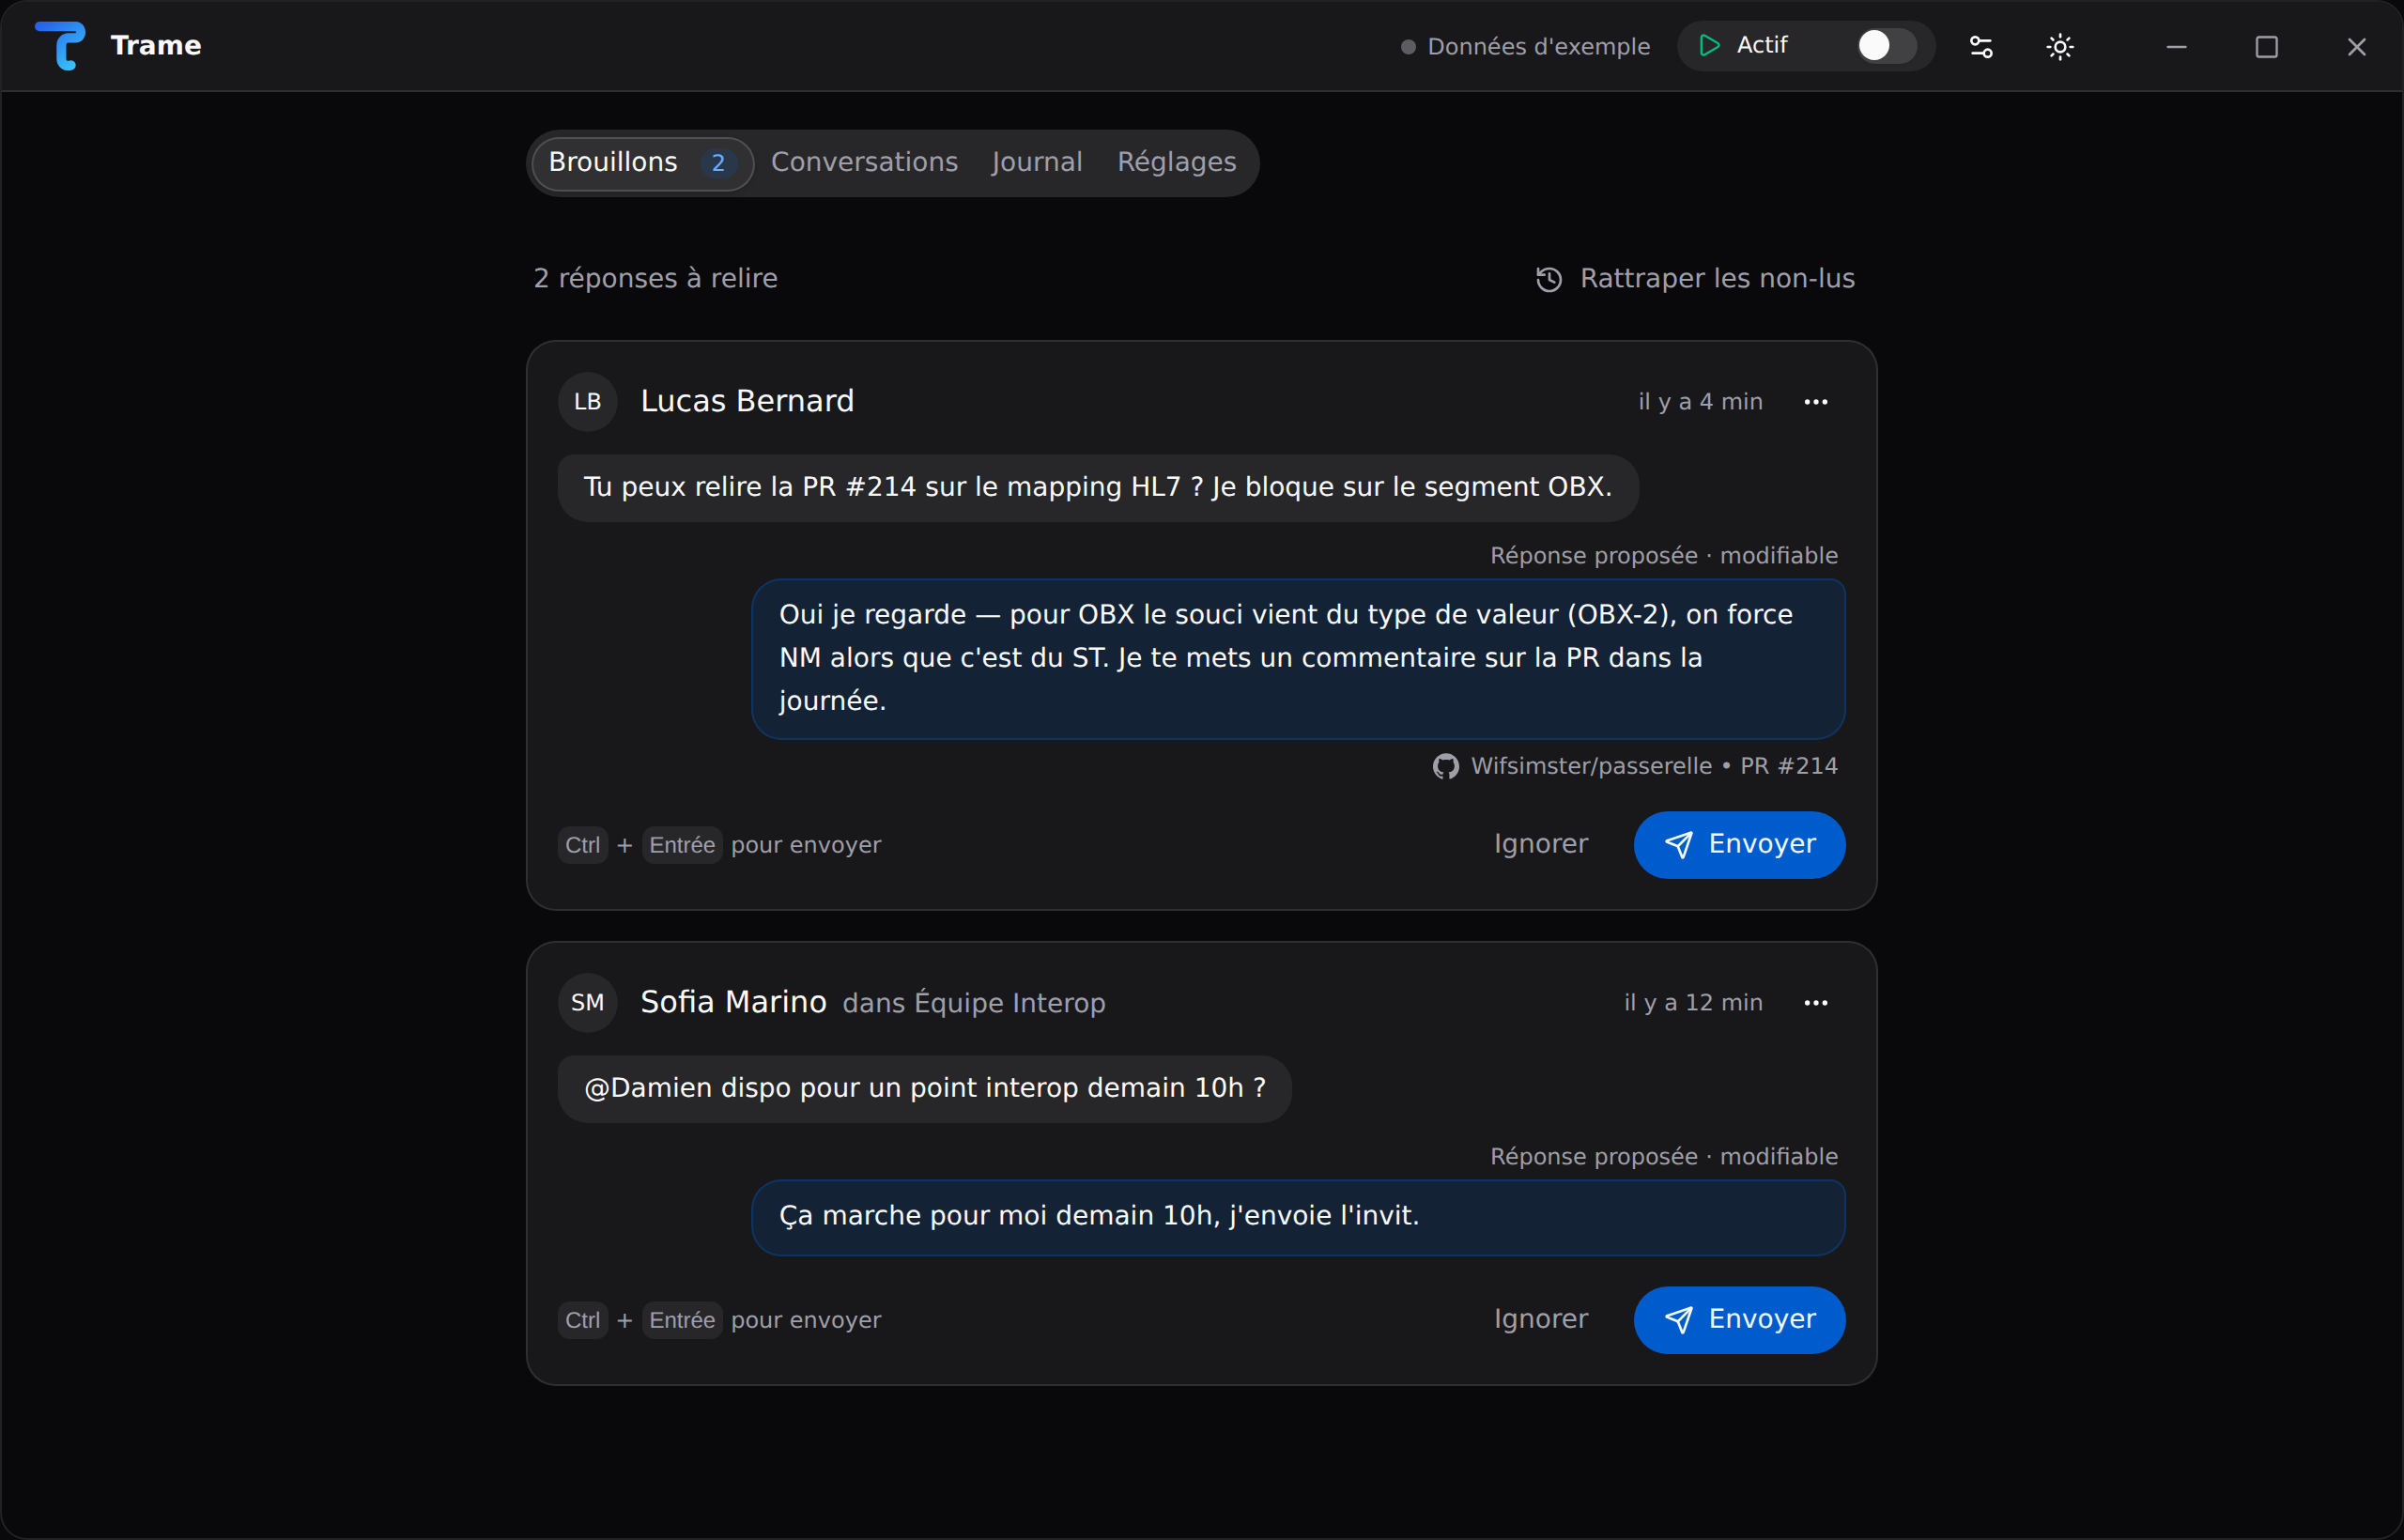 Trame
Données d'exemple
Actif
Brouillons 2 Conversations Journal Réglages
2 réponses à relire
Rattraper les non-lus
LB Lucas Bernard
il y a 4 min
Tu peux relire la PR #214 sur le mapping HL7 ? Je bloque sur le segment OBX.
Réponse proposée · modifiable
Oui je regarde — pour OBX le souci vient du type de valeur (OBX-2), on force
NM alors que c'est du ST. Je te mets un commentaire sur la PR dans la
journée.
Wifsimster/passerelle • PR #214
Ctrl + Entrée pour envoyer
Ignorer
Envoyer
SM Sofia Marino dans Équipe Interop
il y a 12 min
@Damien dispo pour un point interop demain 10h ?
Réponse proposée · modifiable
Ça marche pour moi demain 10h, j'envoie l'invit.
Ctrl + Entrée pour envoyer
Ignorer
Envoyer